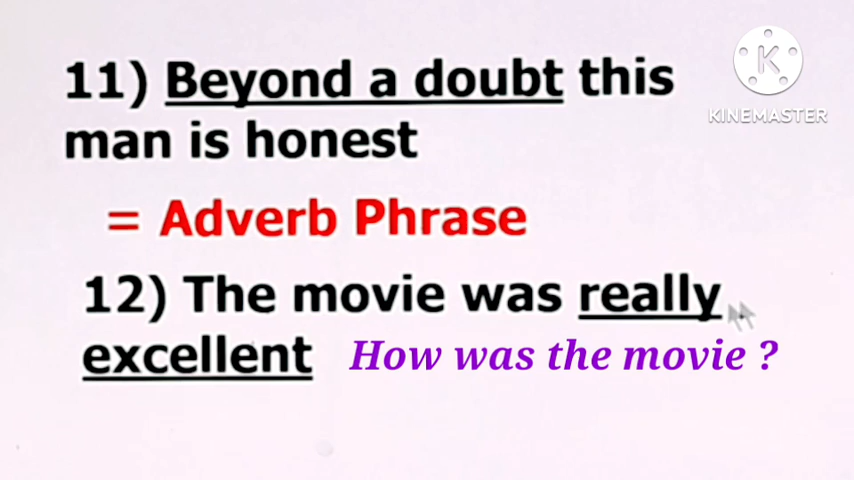 11) Beyond a doubt this
man is honest
= Adverb Phrase
12) The movie was really
excellent How was the movie ?
KINEMASTER